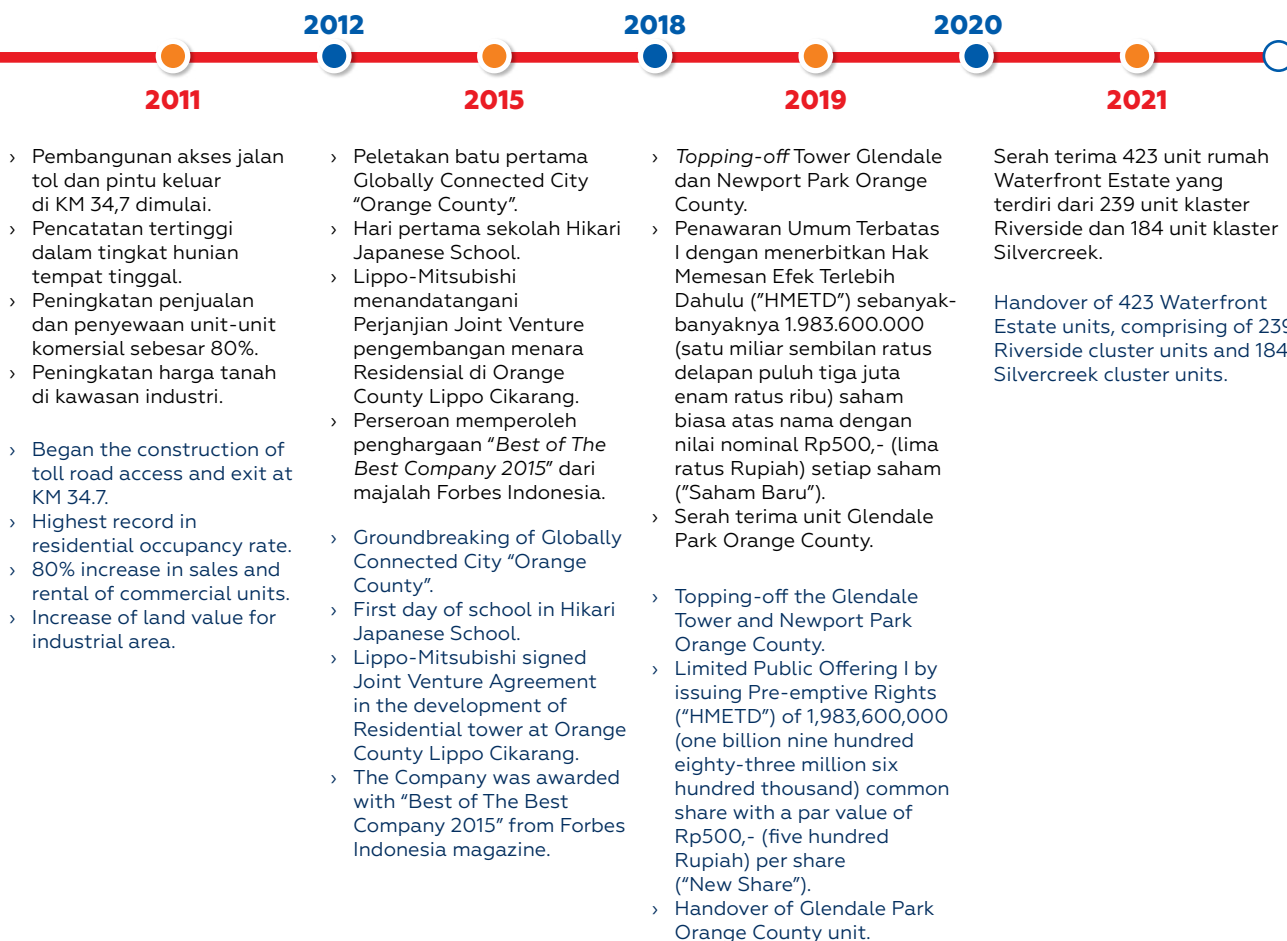 2012
2018
2020
2011
2015
2019
2021
› Pembangunan akses jalan
tol dan pintu keluar
di KM 34,7 dimulai.
› Pencatatan tertinggi
dalam tingkat hunian
tempat tinggal.
› Peningkatan penjualan
dan penyewaan unit-unit
komersial sebesar 80%.
› Peningkatan harga tanah
di kawasan industri.
› Began the construction of
toll road access and exit at
KM 34.7.
› Highest record in
residential occupancy rate.
› 80% increase in sales and
rental of commercial units.
› Increase of land value for
industrial area.
› Peletakan batu pertama
Globally Connected City
“Orange County”.
› Hari pertama sekolah Hikari
Japanese School.
› Lippo-Mitsubishi
menandatangani
Perjanjian Joint Venture
pengembangan menara
Residensial di Orange
County Lippo Cikarang.
› Perseroan memperoleh
penghargaan “Best of The
Best Company 2015” dari
majalah Forbes Indonesia.
› Groundbreaking of Globally
Connected City “Orange
County”.
› First day of school in Hikari
Japanese School.
› Lippo-Mitsubishi signed
Joint Venture Agreement
in the development of
Residential tower at Orange
County Lippo Cikarang.
› The Company was awarded
with “Best of The Best
Company 2015” from Forbes
Indonesia magazine.
› Topping-off Tower Glendale
dan Newport Park Orange
County.
› Penawaran Umum Terbatas
I dengan menerbitkan Hak
Memesan Efek Terlebih
Dahulu (”HMETD”) sebanyak-
banyaknya 1.983.600.000
(satu miliar sembilan ratus
delapan puluh tiga juta
enam ratus ribu) saham
biasa atas nama dengan
nilai nominal Rp500,- (lima
ratus Rupiah) setiap saham
(”Saham Baru”).
› Serah terima unit Glendale
Park Orange County.
› Topping-off the Glendale
Tower and Newport Park
Orange County.
› Limited Public Offering I by
issuing Pre-emptive Rights
(“HMETD”) of 1,983,600,000
(one billion nine hundred
eighty-three million six
hundred thousand) common
share with a par value of
Rp500,- (five hundred
Rupiah) per share
(“New Share”).
› Handover of Glendale Park
Orange County unit.
Serah terima 423 unit rumah
Waterfront Estate yang
terdiri dari 239 unit klaster
Riverside dan 184 unit klaster
Silvercreek.
Handover of 423 Waterfront
Estate units, comprising of 239
Riverside cluster units and 184
Silvercreek cluster units.